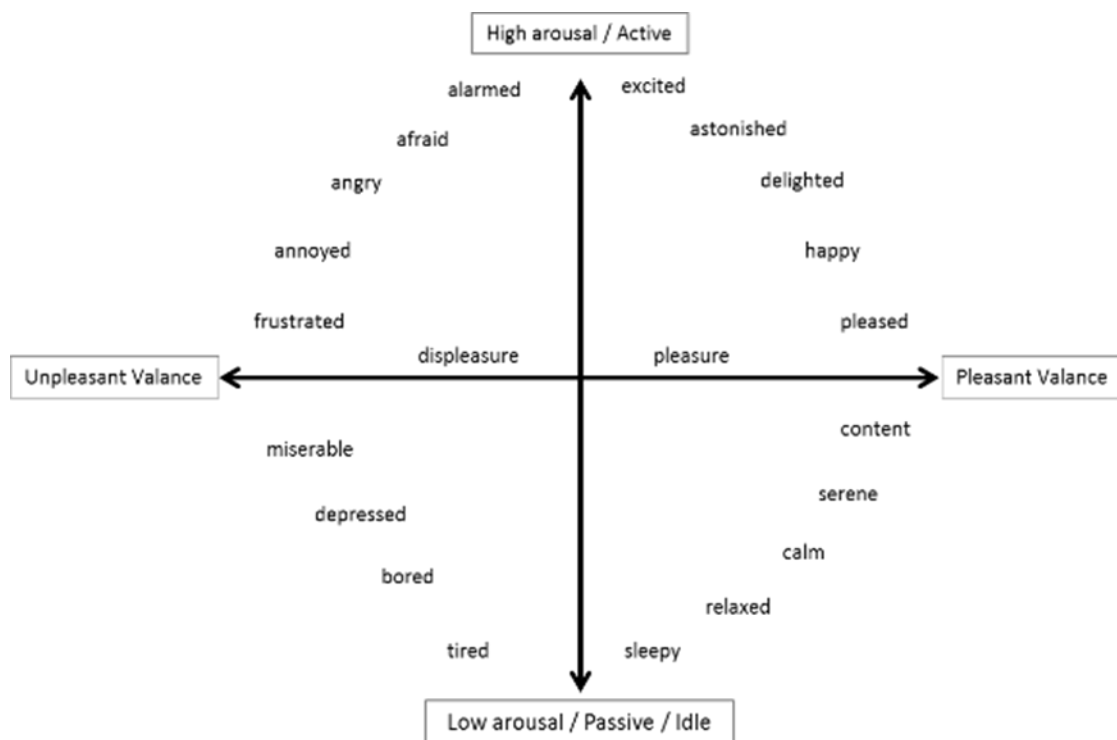 High arousal / Active
alarmed
excited
afraid
astonished
angry
delighted
annoyed
happy
frustrated
pleased
displeasure
pleasure
Unpleasant Valance
Pleasant Valance
content
miserable
serene
depressed
calm
bored
relaxed
tired
sleepy
Low arousal / Passive / Idle